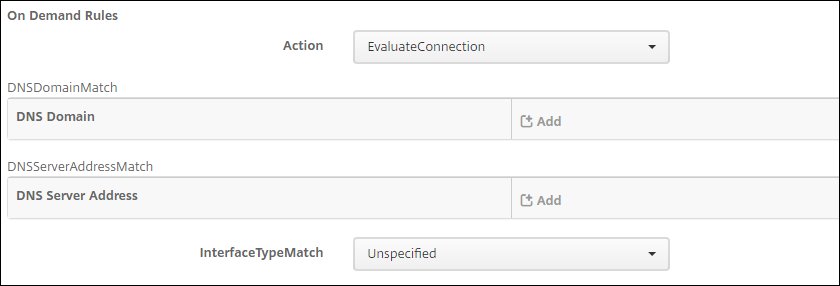 On Demand Rules
Action EvaluateConnection
DNSDomainMatch
DNS Domain Add
DNSServerAddressMatch
DNS Server Address Add
InterfaceTypeMatch Unspecified